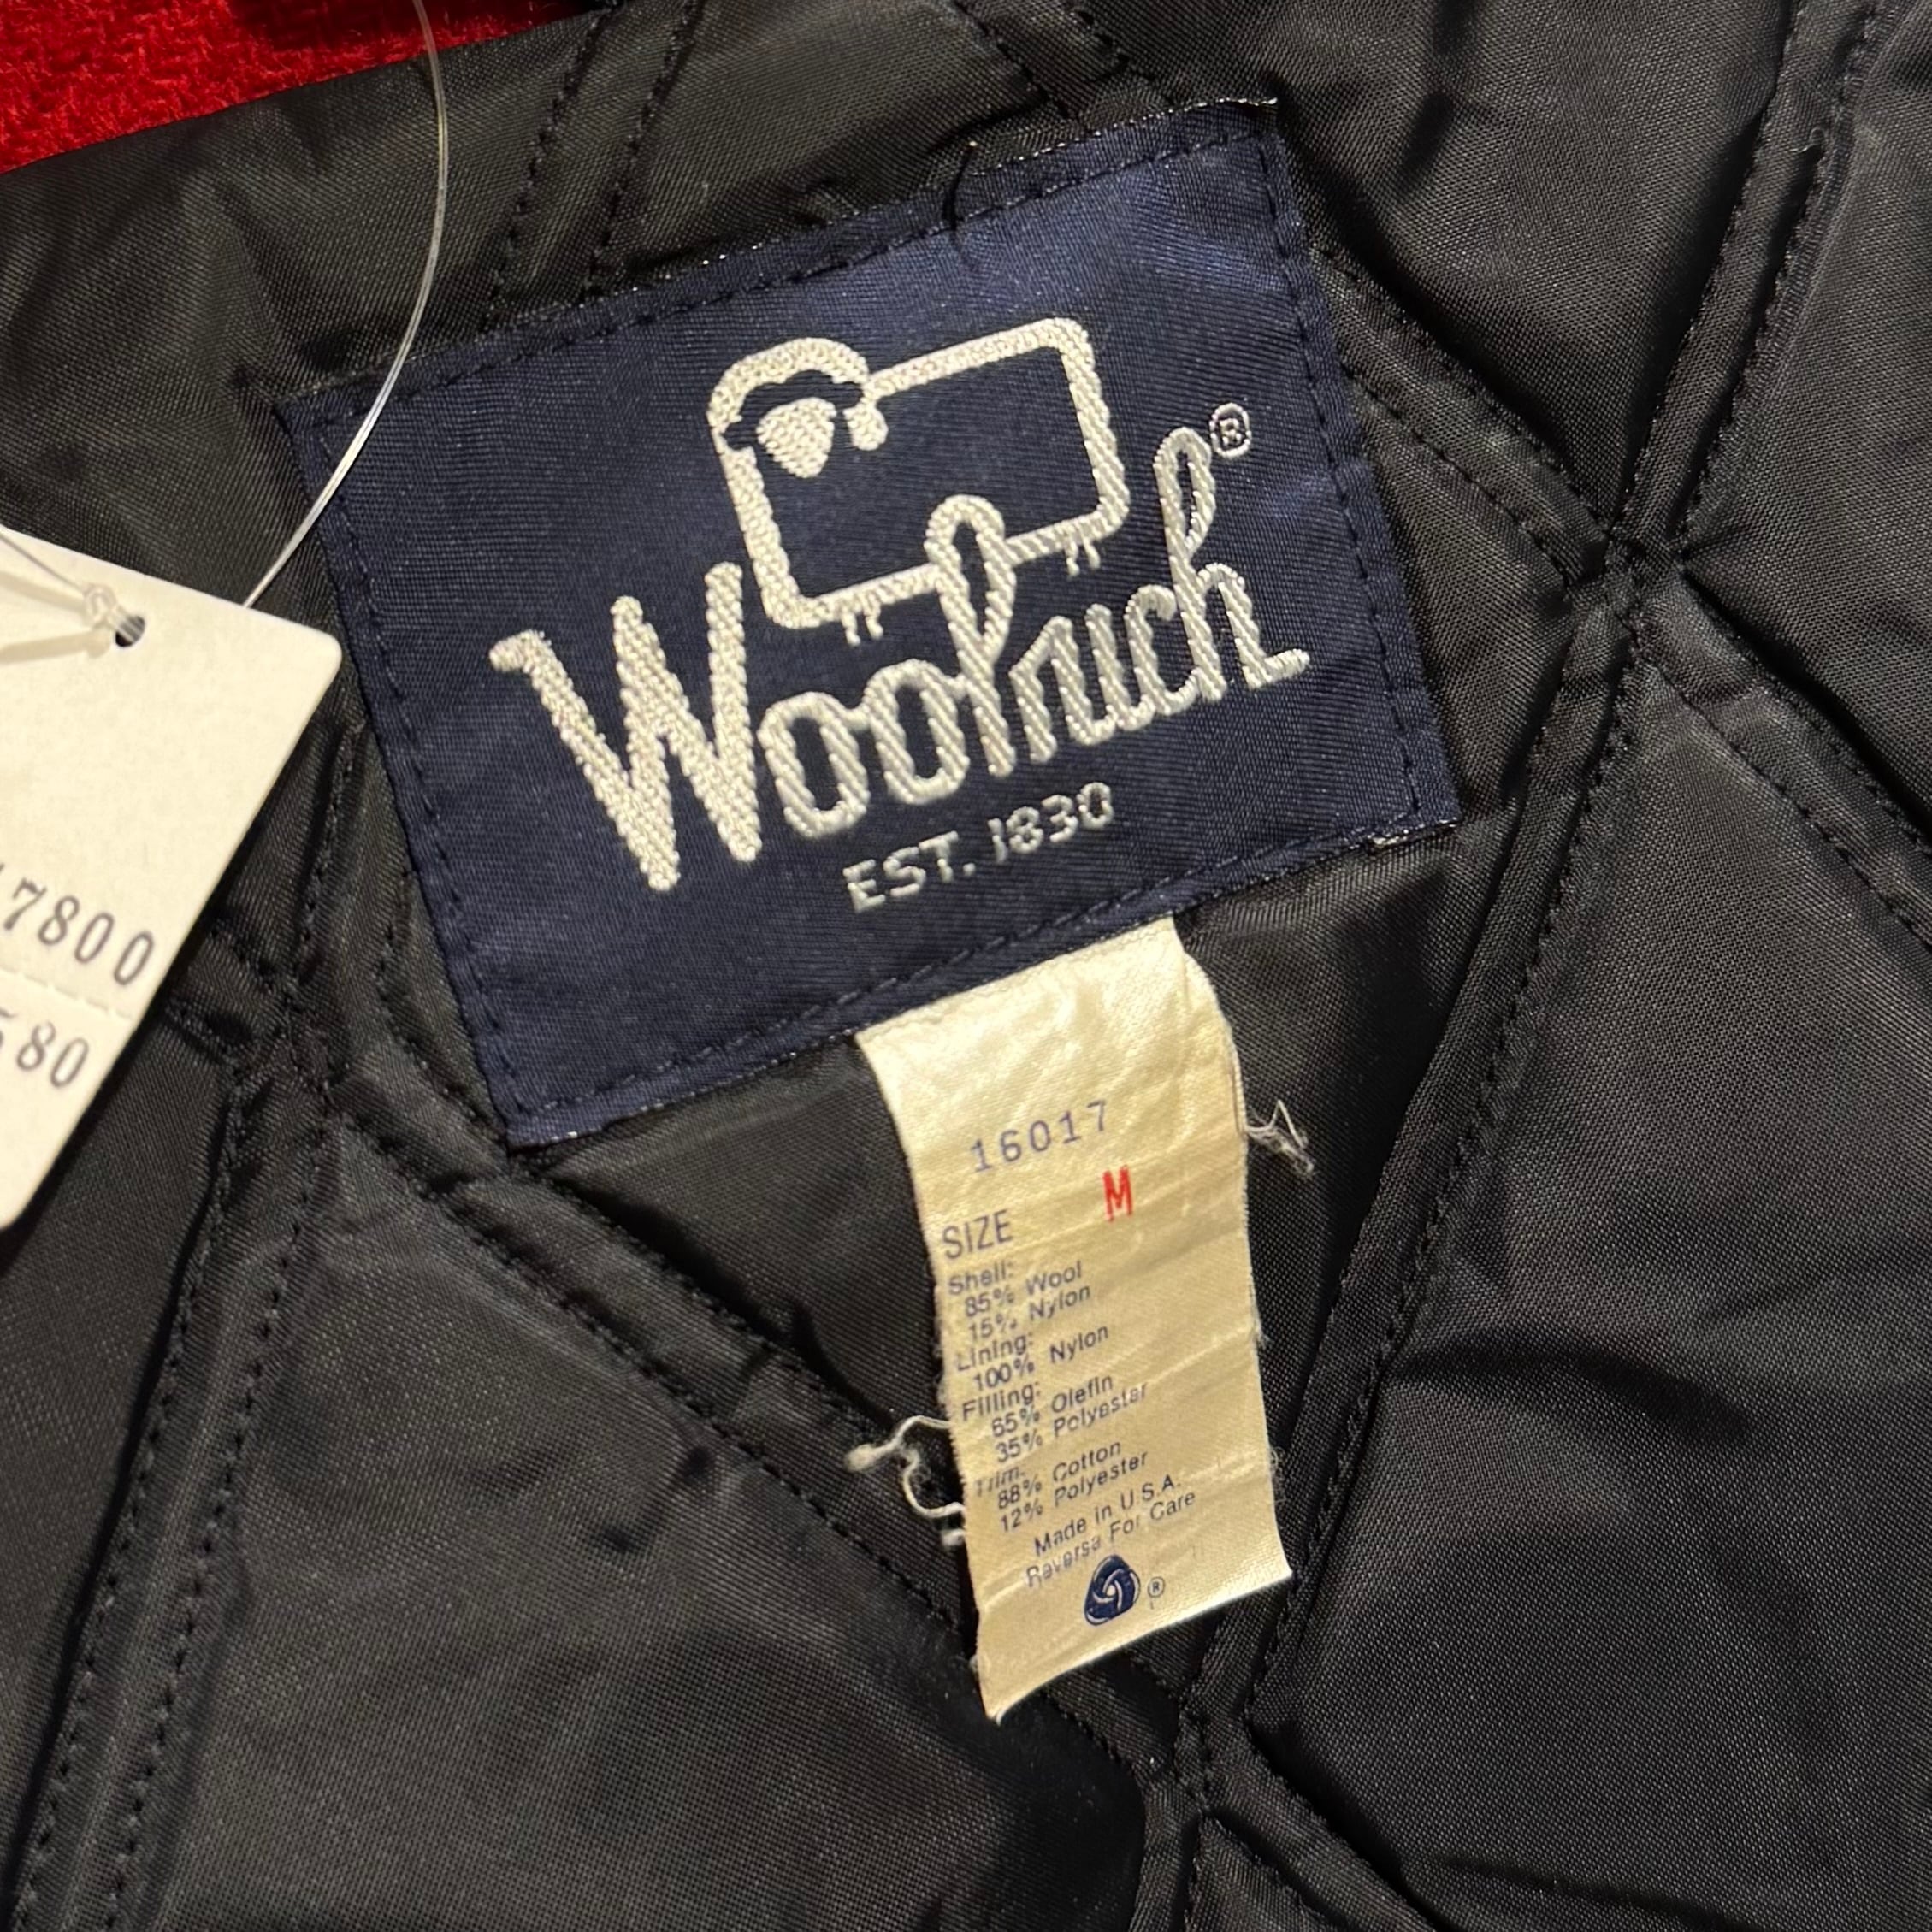 Woolrich®
EST. 1830
7800
580
16017
M
SIZE
Shell:
85% Wool
15% Nylon
Lining:
100% Nylon
Filling:
65% Olefin
35% Polyester
Trim:
88% Cotton
12% Polyester
Made in U.S.A.
Reverse For Care
®